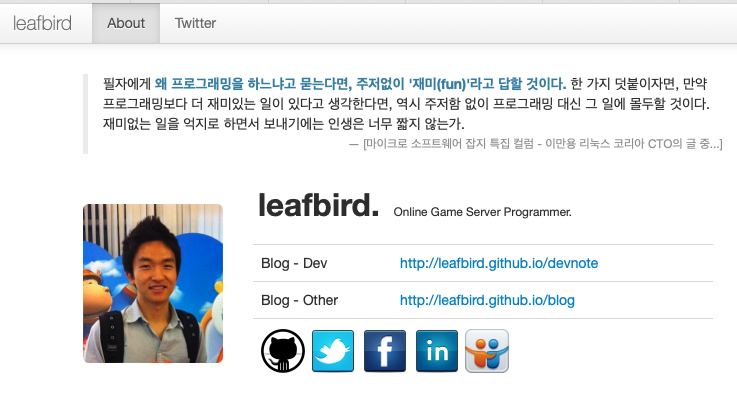 leafbird About Twitter
필자에게 왜 프로그래밍을 하느냐고 묻는다면, 주저없이 '재미(fun)'라고 답할 것이다. 한 가지 덧붙이자면, 만약
프로그래밍보다 더 재미있는 일이 있다고 생각한다면, 역시 주저함 없이 프로그래밍 대신 그 일에 몰두할 것이다.
재미없는 일을 억지로 하면서 보내기에는 인생은 너무 짧지 않는가.
— [마이크로 소프트웨어 잡지 특집 컬럼 - 이만용 리눅스 코리아 CTO의 글 중...]
leafbird. Online Game Server Programmer.
Blog - Dev http://leafbird.github.io/devnote
Blog - Other http://leafbird.github.io/blog
f in